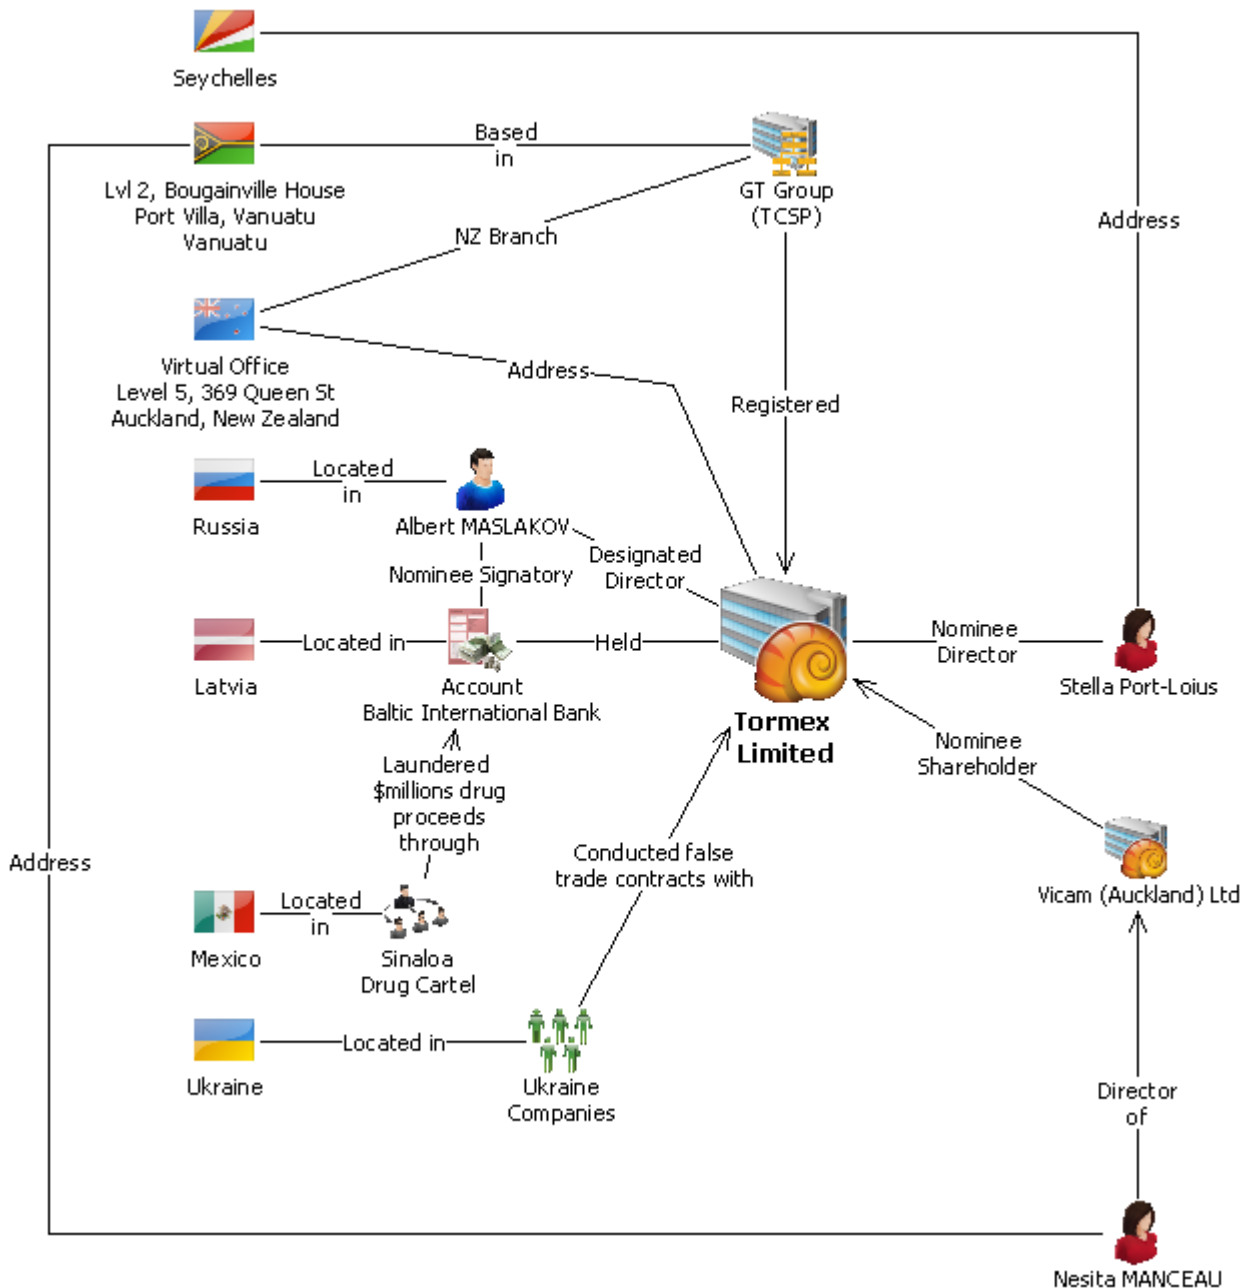 Seychelles
Based
in
Lvl 2, Bougainville House
Port Villa, Vanuatu
Vanuatu
GT Group
(TCSP)
Address
NZ Branch
Virtual Office
Level 5, 369 Queen St
Auckland, New Zealand
Address
Registered
Located
in
Russia
Albert MASLAKOV
Designated
Director
Nominee Signatory
Located in
Latvia
Account
Baltic International Bank
Held
Nominee
Director
Stella Port-Loius
Tormex
Limited
Nominee
Shareholder
Laundered
$millions drug
proceeds
through
Address
Conducted false
trade contracts with
Vicam (Auckland) Ltd
Located
in
Mexico
Sinaloa
Drug Cartel
Located in
Ukraine
Ukraine
Companies
Director
of
Nesita MANCEAU